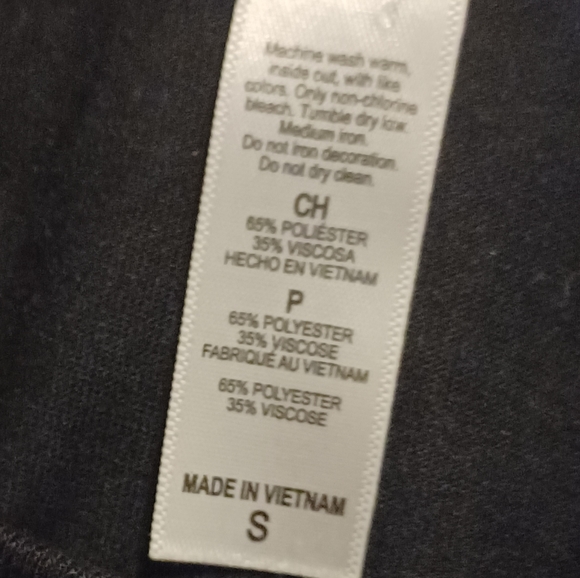 Machine wash warm,
inside out, with like
colors. Only non-chlorine
bleach. Tumble dry low.
Medium iron.
Do not iron decoration.
Do not dry clean.
CH
65% POLIÉSTER
35% VISCOSA
HECHO EN VIETNAM
P
65% POLYESTER
35% VISCOSE
FABRIQUÉ AU VIETNAM
65% POLYESTER
35% VISCOSE
MADE IN VIETNAM
S